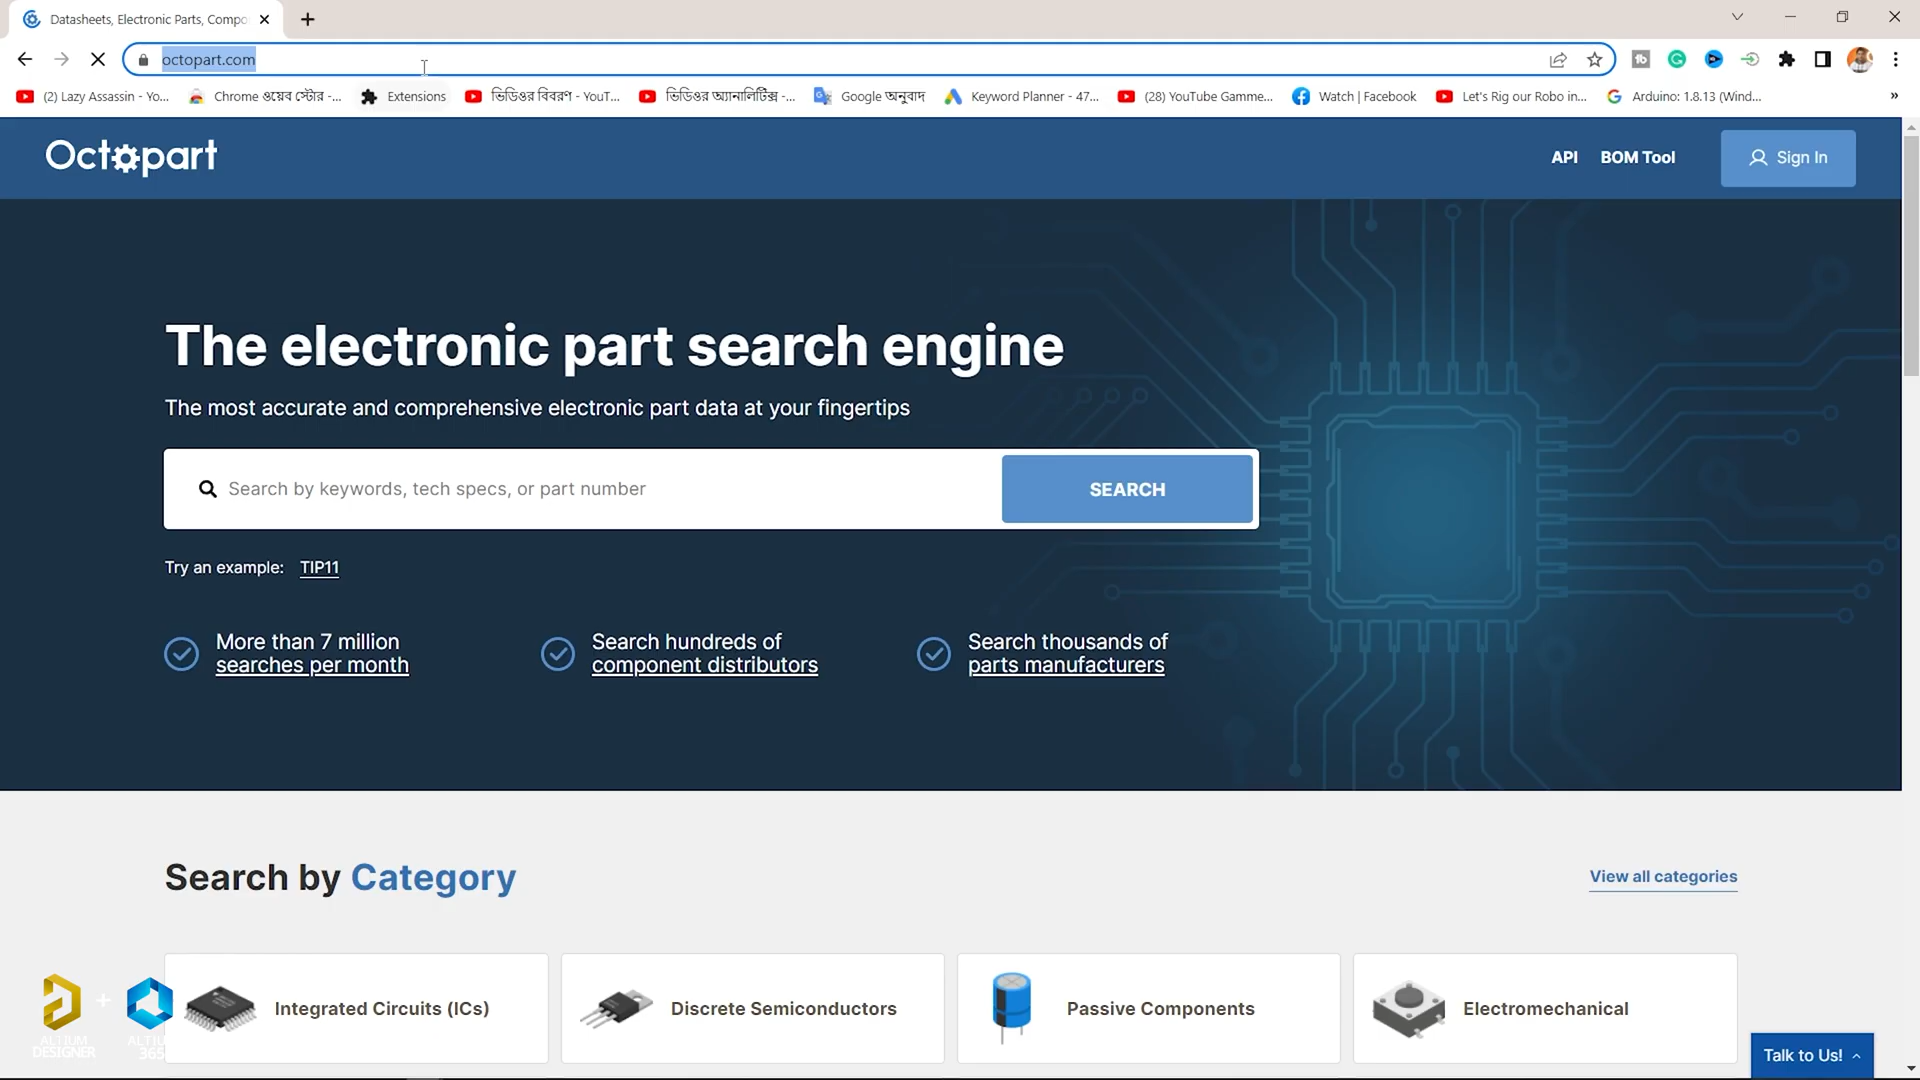 Datasheets, Electronic Parts, Compo
octopart.com
(2) Lazy Assassin - Yo...
Chrome ওয়েব স্টোর -...
Extensions
ভিডিওর বিবরণ - YouT...
ভিডিওর অ্যানালিটিক্স -...
Google অনুবাদ
Keyword Planner - 47...
(28) YouTube Gamme...
Watch | Facebook
Let's Rig our Robo in...
Arduino: 1.8.13 (Wind...
»
Octopart
API
BOM Tool
Sign In
The electronic part search engine
The most accurate and comprehensive electronic part data at your fingertips
Search by keywords, tech specs, or part number
SEARCH
Try an example: TIP11
More than 7 million
searches per month
Search hundreds of
component distributors
Search thousands of
parts manufacturers
Search by Category
View all categories
Integrated Circuits (ICs)
Discrete Semiconductors
Passive Components
Electromechanical
ALTIUM
DESIGNER
+
ALTIUM
365
Talk to Us!